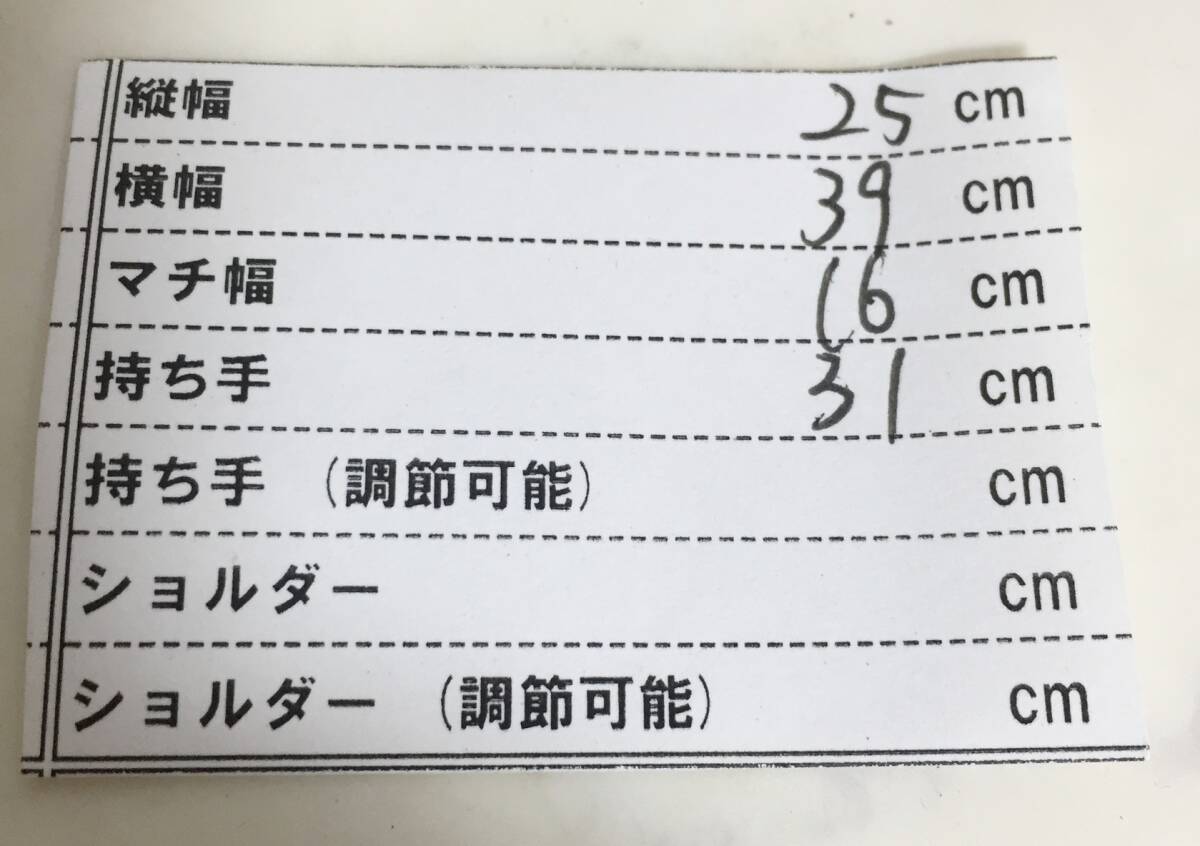 縦幅 25 cm
横幅 39 cm
マチ幅 16 cm
持ち手 31 cm
持ち手 (調節可能) cm
ショルダー cm
ショルダー (調節可能) cm